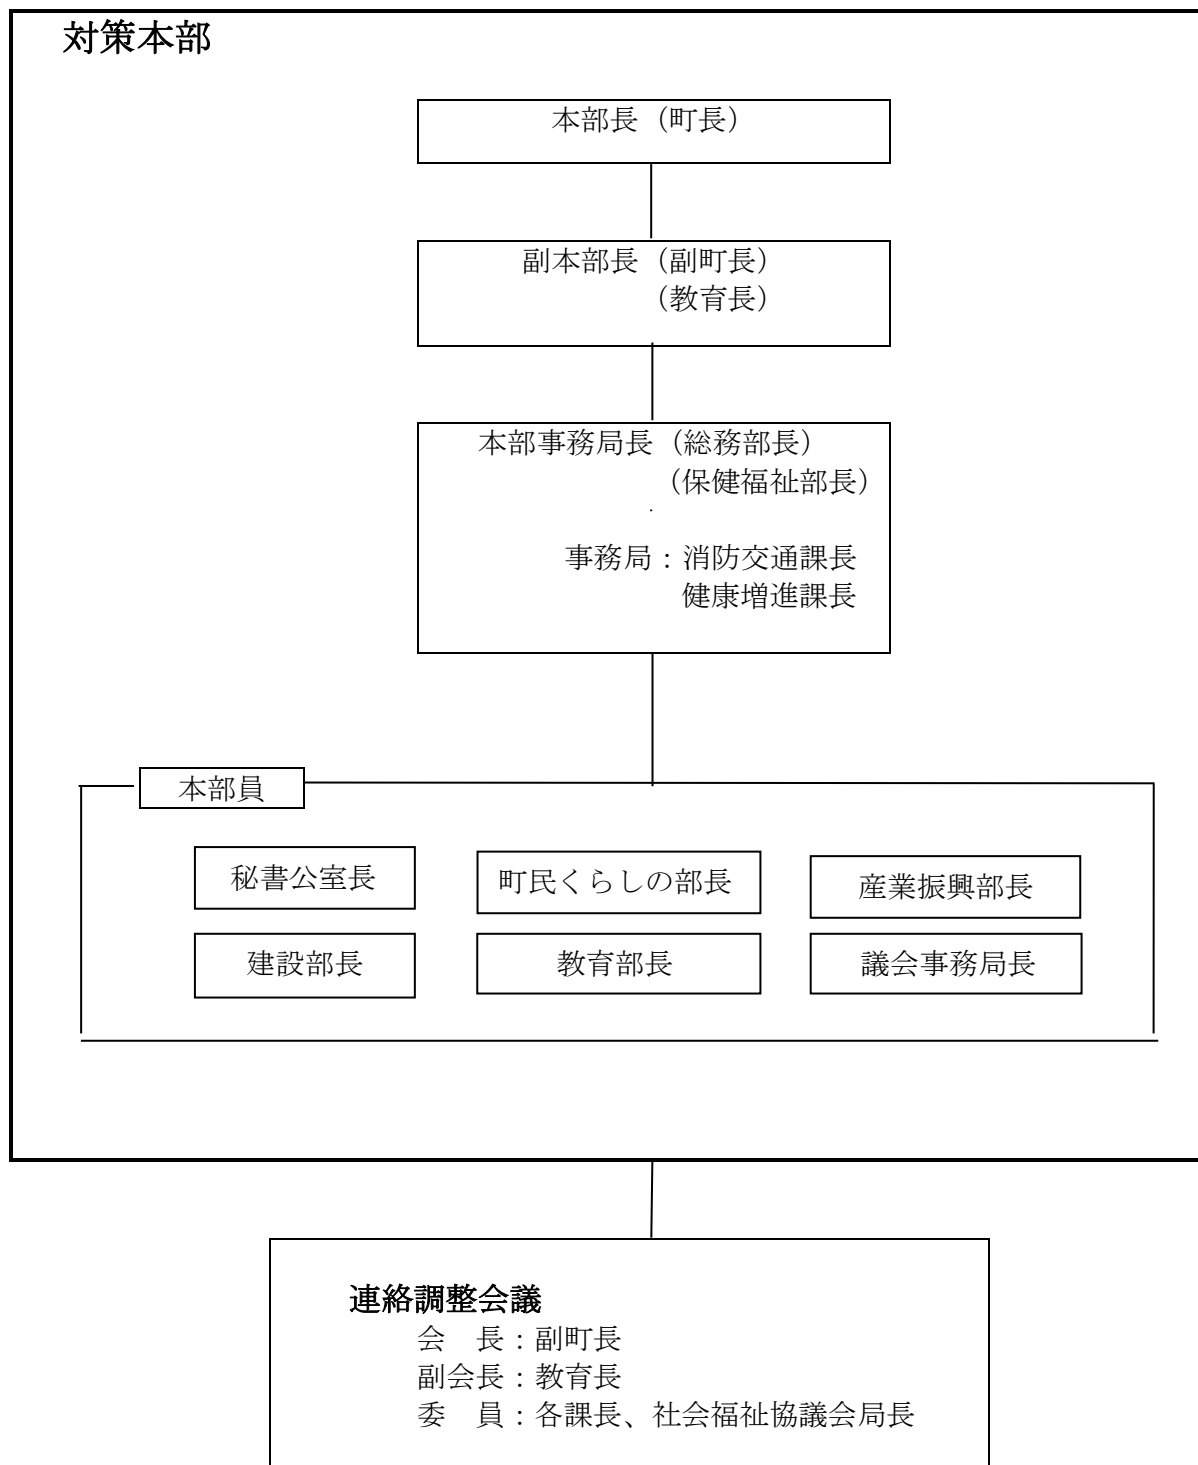 対策本部
本部長（町長）
副本部長（副町長）
（教育長）
本部事務局長（総務部長）
（保健福祉部長）
事務局：消防交通課長
健康増進課長
本部員
秘書公室長
町民くらしの部長
産業振興部長
建設部長
教育部長
議会事務局長
連絡調整会議
会　長：副町長
副会長：教育長
委　員：各課長、社会福祉協議会局長